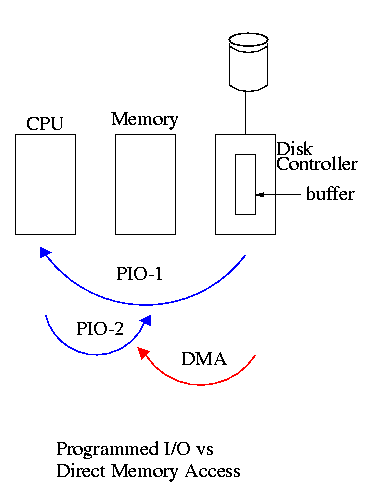 CPU
Memory
Disk
Controller
buffer
PIO-1
PIO-2
DMA
Programmed I/O vs
Direct Memory Access